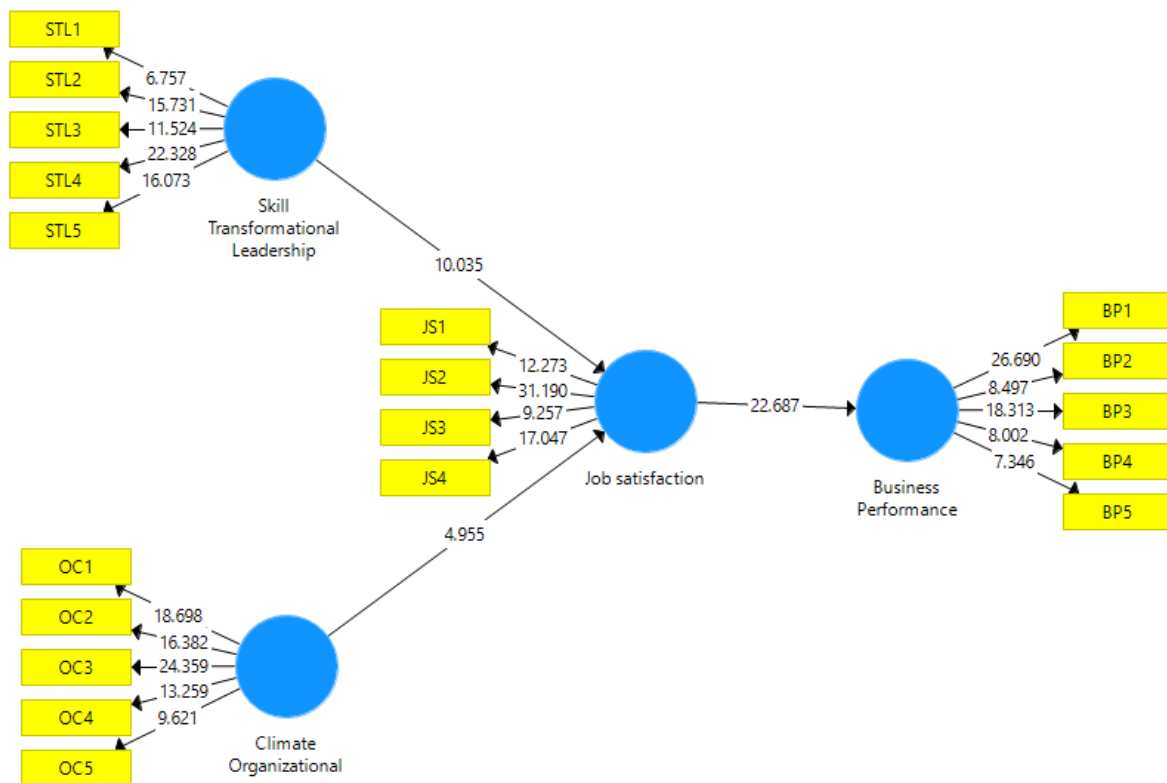 STL1
STL2
STL3
STL4
STL5
6.757
15.731
11.524
22.328
16.073
Skill
Transformational
Leadership
10.035
JS1
JS2
JS3
JS4
12.273
31.190
9.257
17.047
Job satisfaction
22.687
BP1
BP2
BP3
BP4
BP5
26.690
8.497
18.313
8.002
7.346
Business
Performance
4.955
OC1
OC2
OC3
OC4
OC5
18.698
16.382
24.359
13.259
9.621
Climate
Organizational